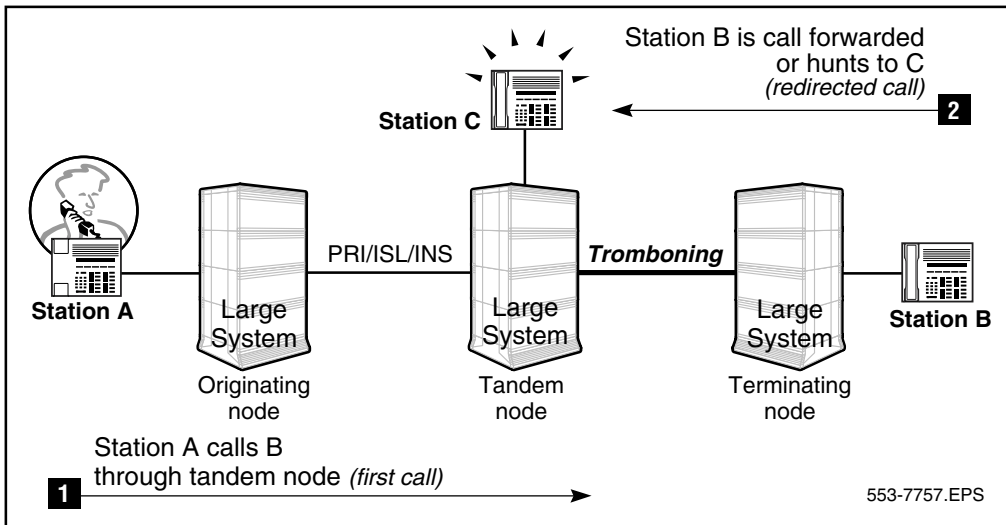 Station B is call forwarded
or hunts to C
(redirected call)
2
Station C
PRI/ISL/INS
Tromboning
Station A
Large
System
Large
System
Large
System
Station B
Originating
node
Tandem
node
Terminating
node
Station A calls B
through tandem node (first call)
1
553-7757.EPS